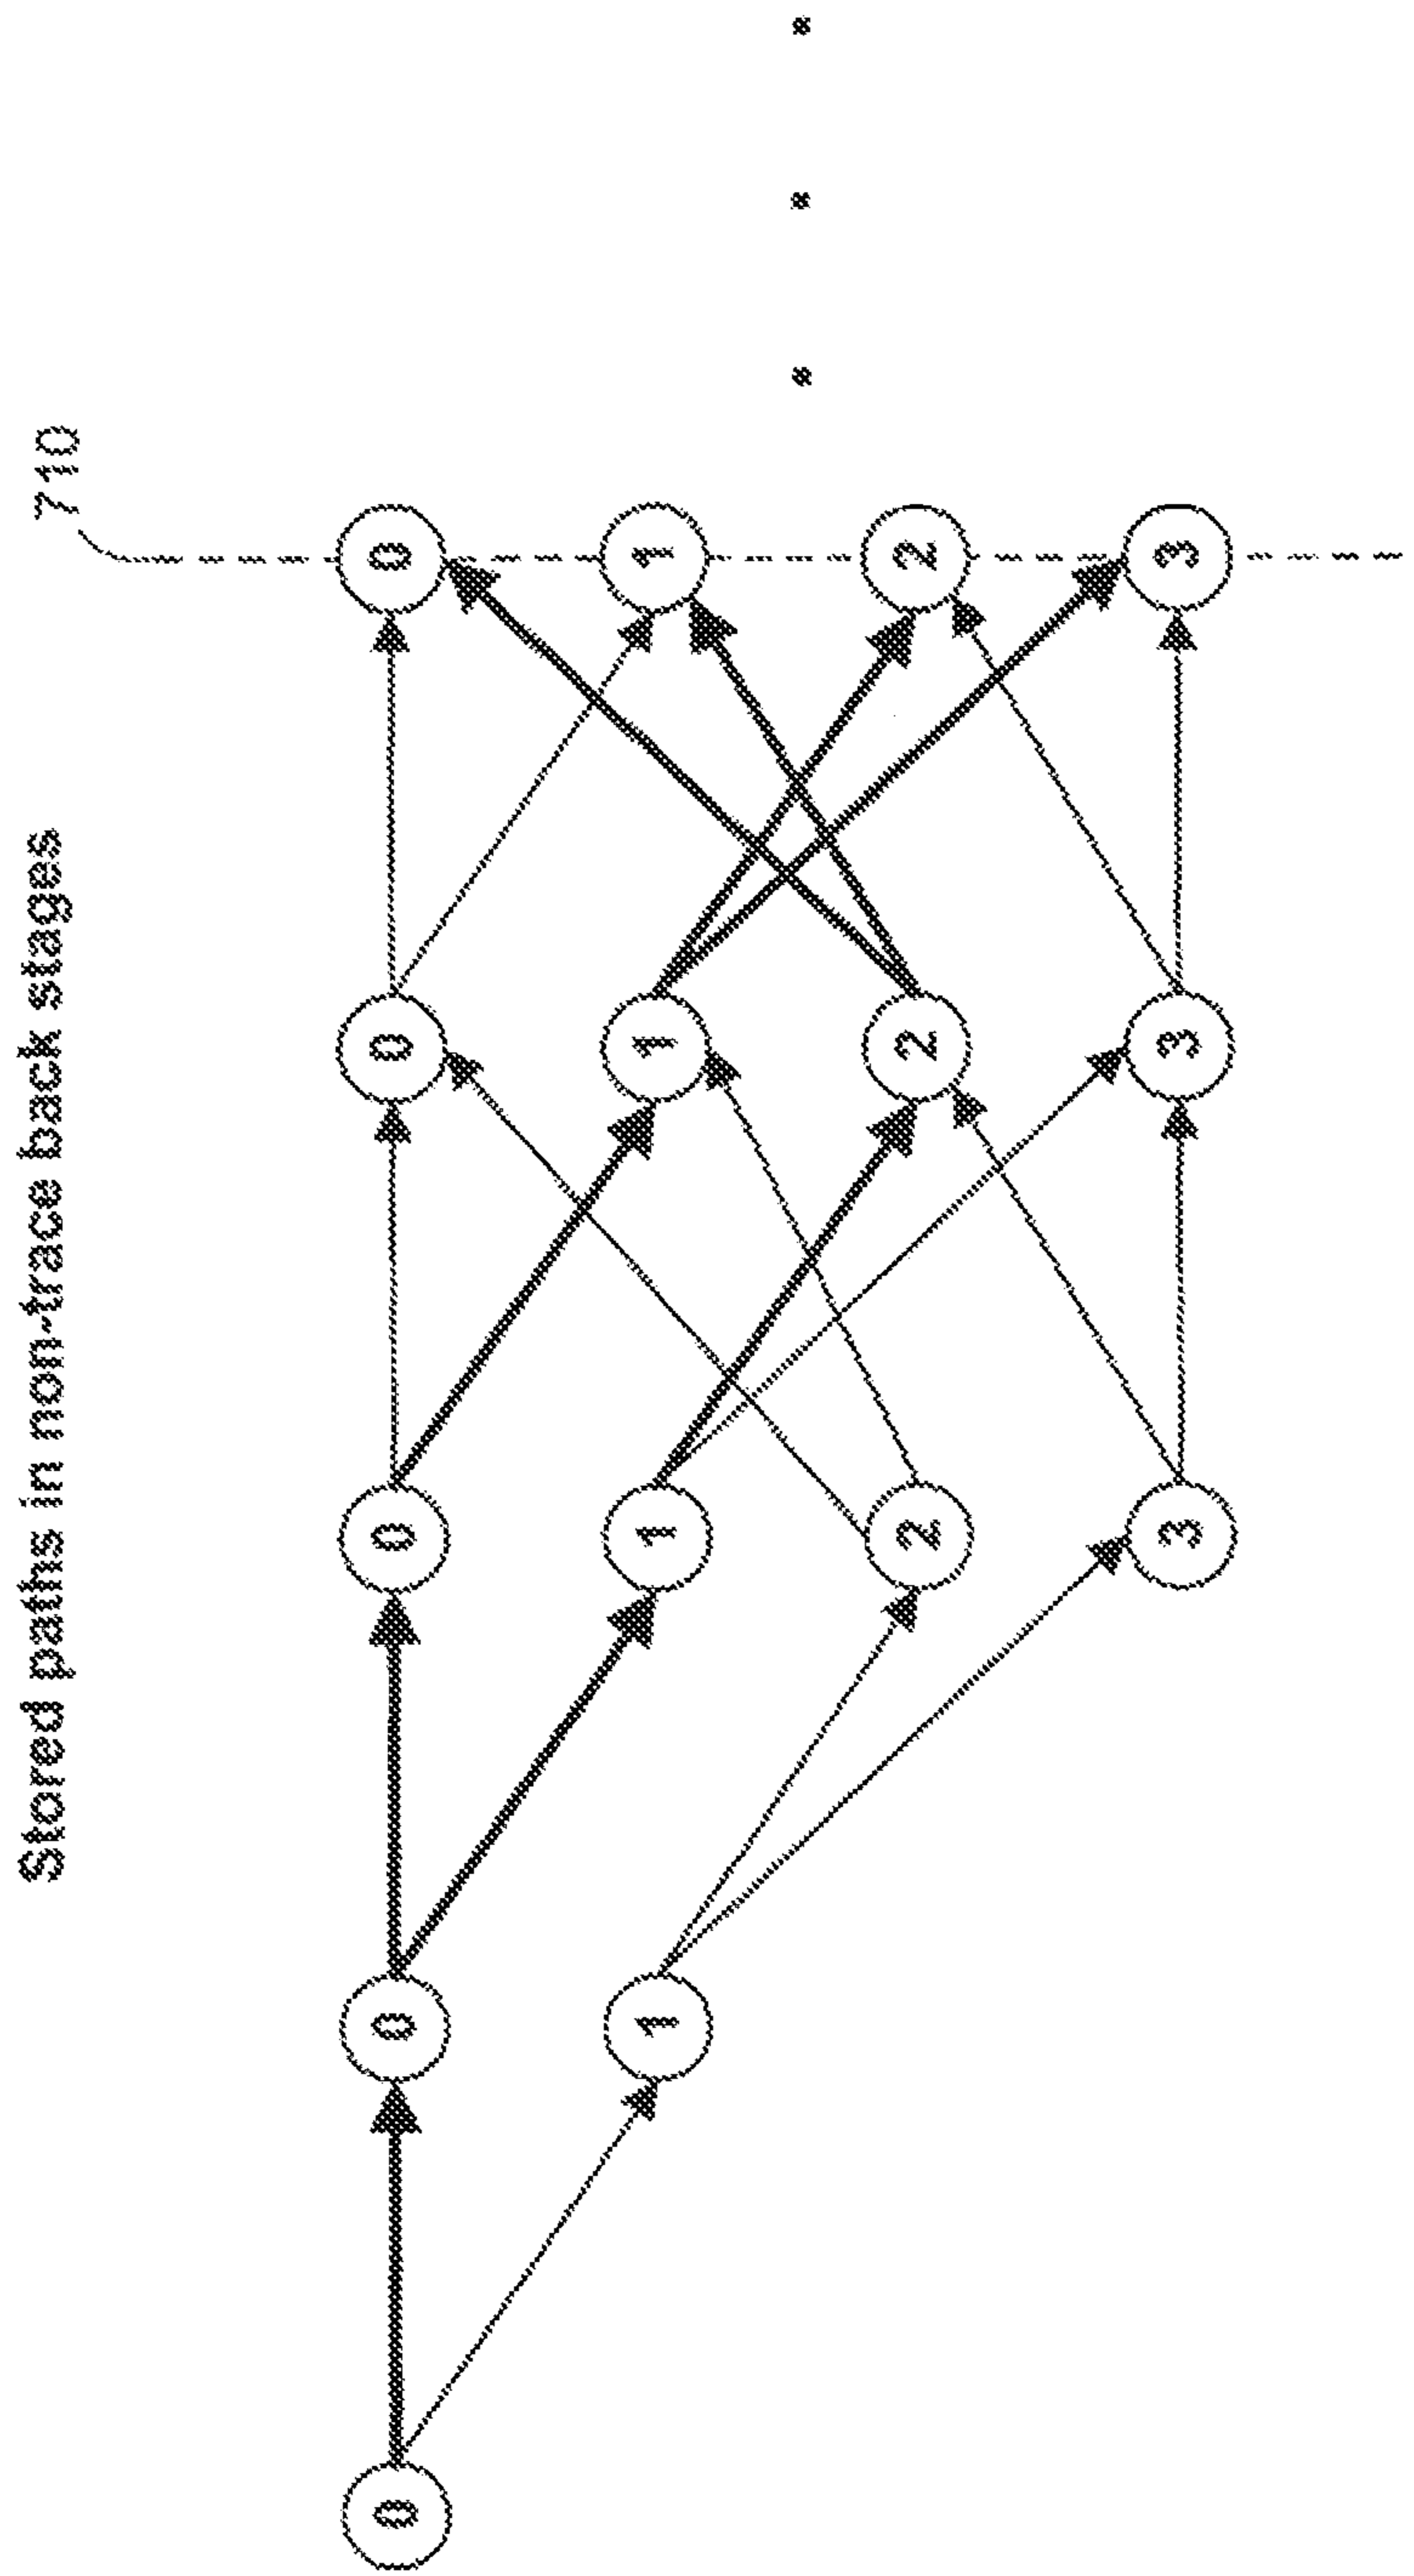 Stored paths in non-trace back stages
710
0 0 0 0 0
1 1 1 1
2 2 2
3 3 3